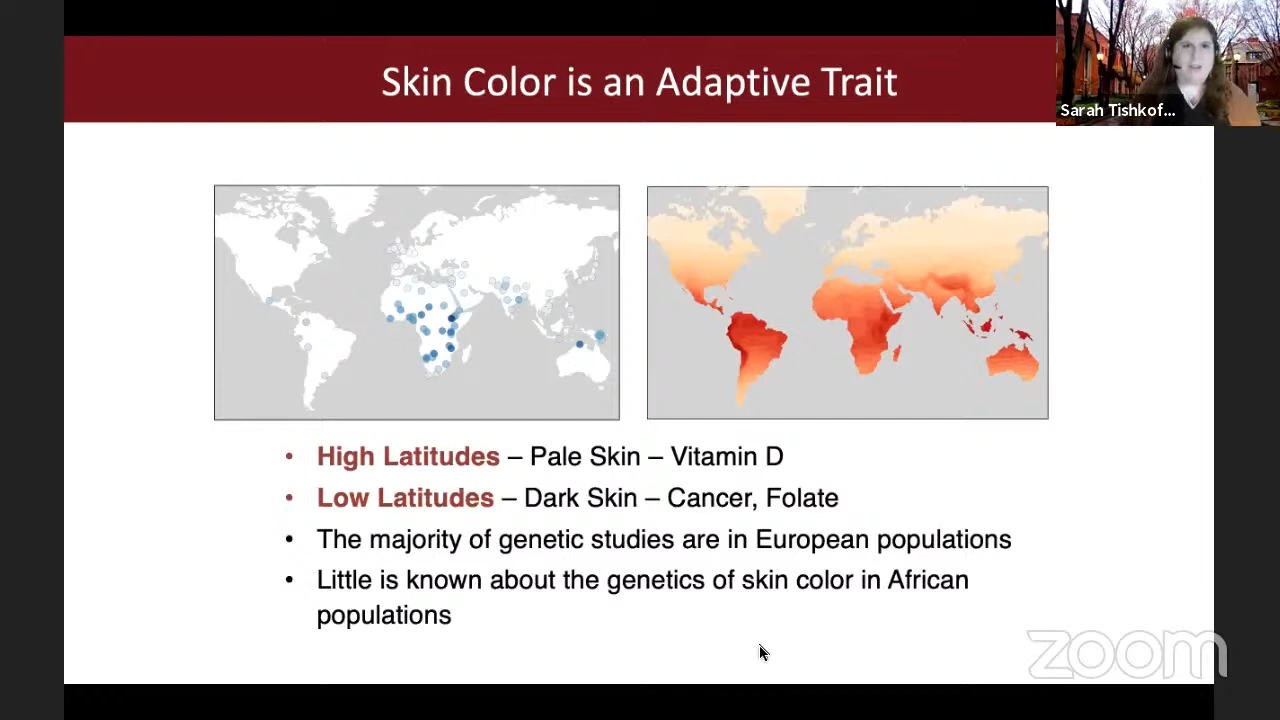 Skin Color is an Adaptive Trait
Sarah Tishkof...
• High Latitudes – Pale Skin – Vitamin D
• Low Latitudes – Dark Skin – Cancer, Folate
• The majority of genetic studies are in European populations
• Little is known about the genetics of skin color in African
populations
zoom